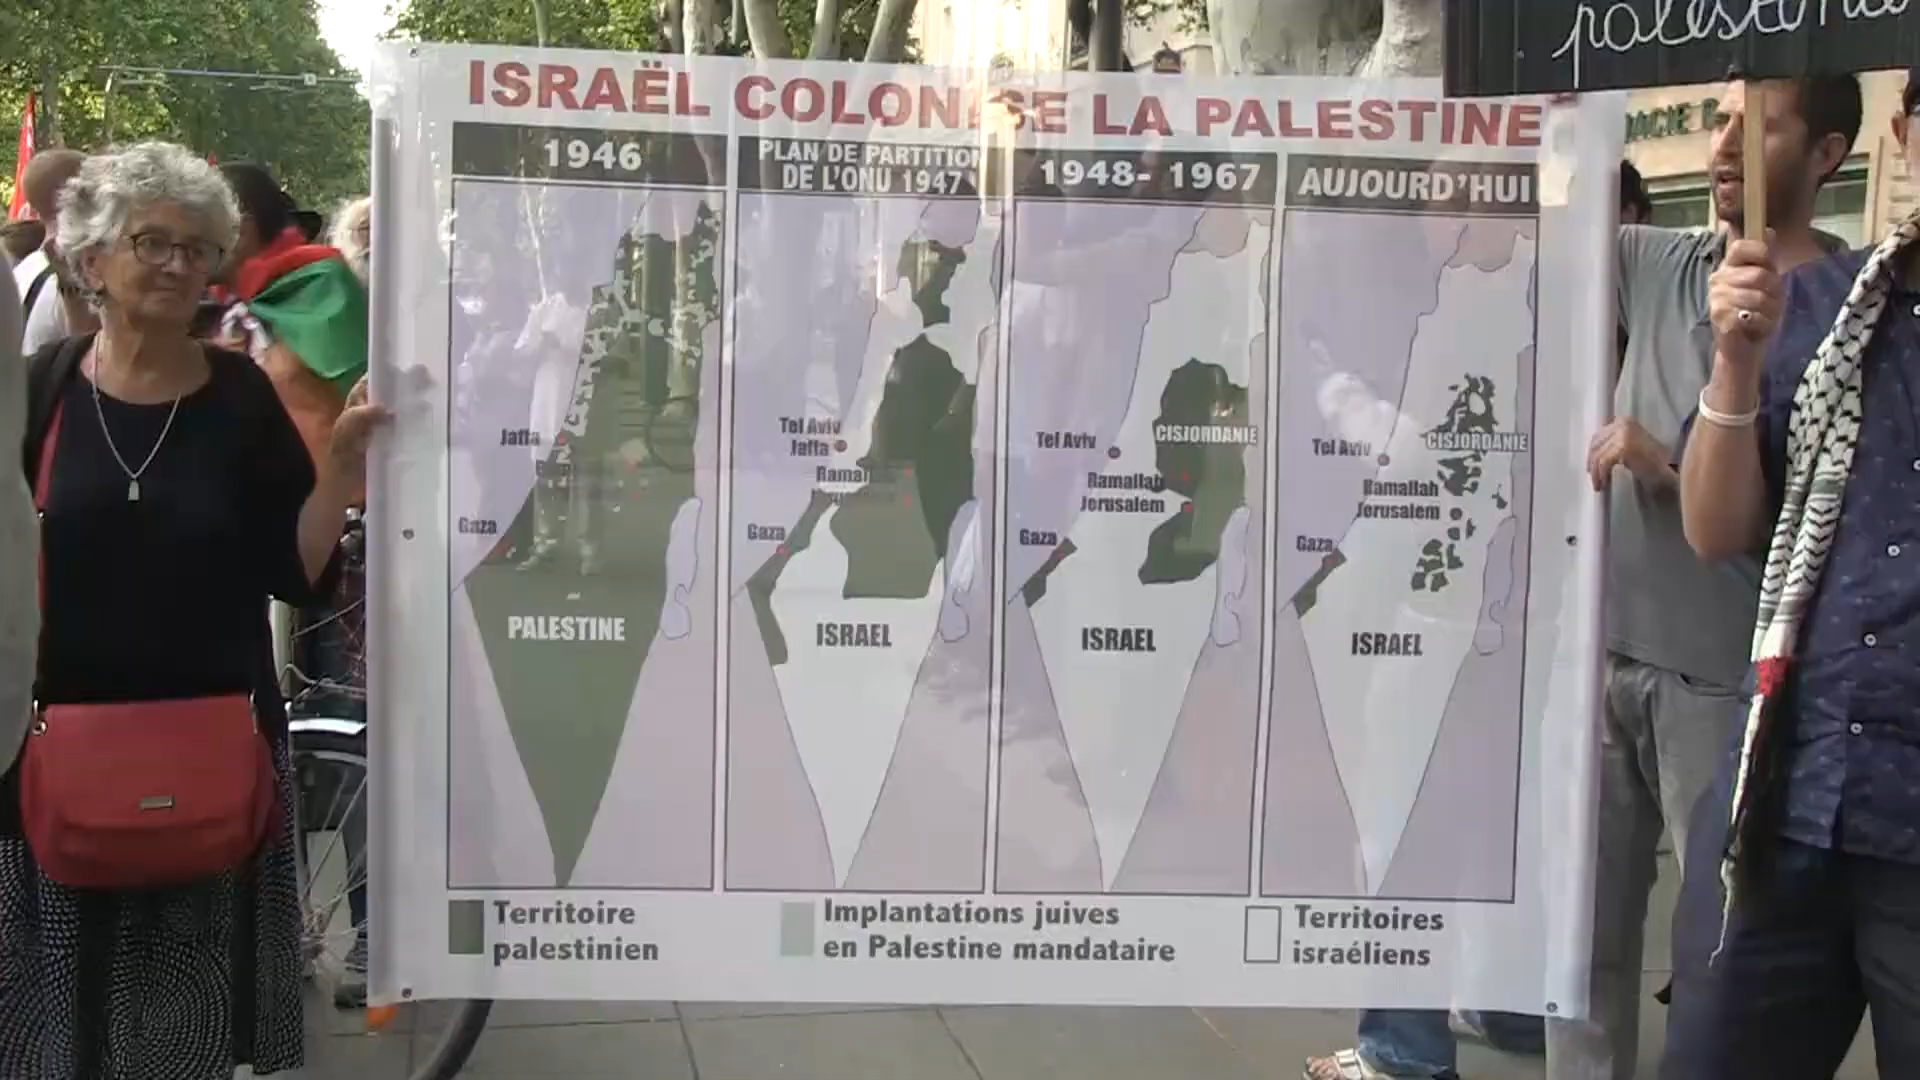 ISRAËL COLONISE LA PALESTINE
1946
PLAN DE PARTITION
DE L'ONU 1947
1948- 1967
AUJOURD'HUI
Jaffa
Gaza
PALESTINE
Tel Aviv
Jaffa
Gaza
ISRAEL
Tel Aviv
CISJORDANIE
Ramallah
Jerusalem
Gaza
ISRAEL
Tel Aviv
CISJORDANIE
Ramallah
Jerusalem
Gaza
ISRAEL
Territoire
palestinien
Implantations juives
en Palestine mandataire
Territoires
israéliens